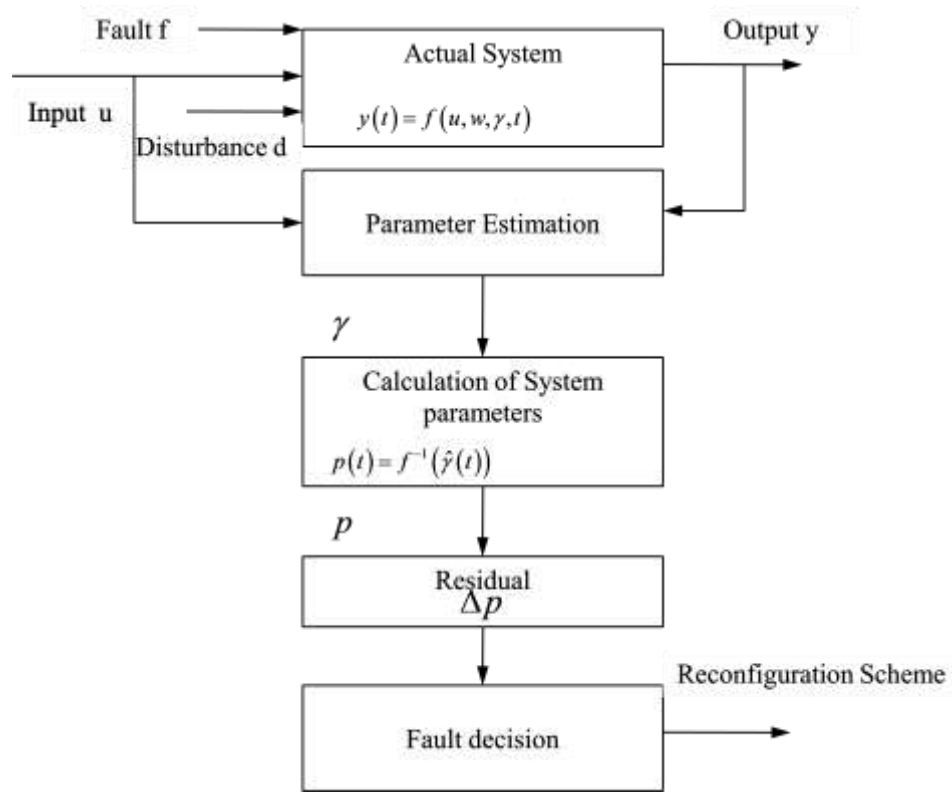 Fault f
Output y
Actual System
Input u
y(t) = f(u, w, γ, t)
Disturbance d
Parameter Estimation
γ
Calculation of System
parameters
p(t) = f⁻¹(γ̂(t))
p
Residual
Δp
Reconfiguration Scheme
Fault decision